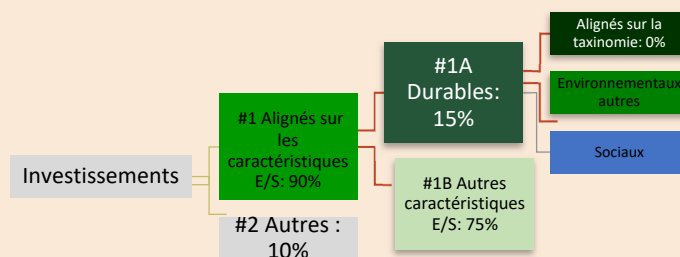 Investissements
#1 Alignés sur
les
caractéristiques
E/S: 90%
#2 Autres :
10%
#1A
Durables:
15%
#1B Autres
caractéristiques
E/S: 75%
Alignés sur la
taxinomie: 0%
Environnementaux
autres
Sociaux